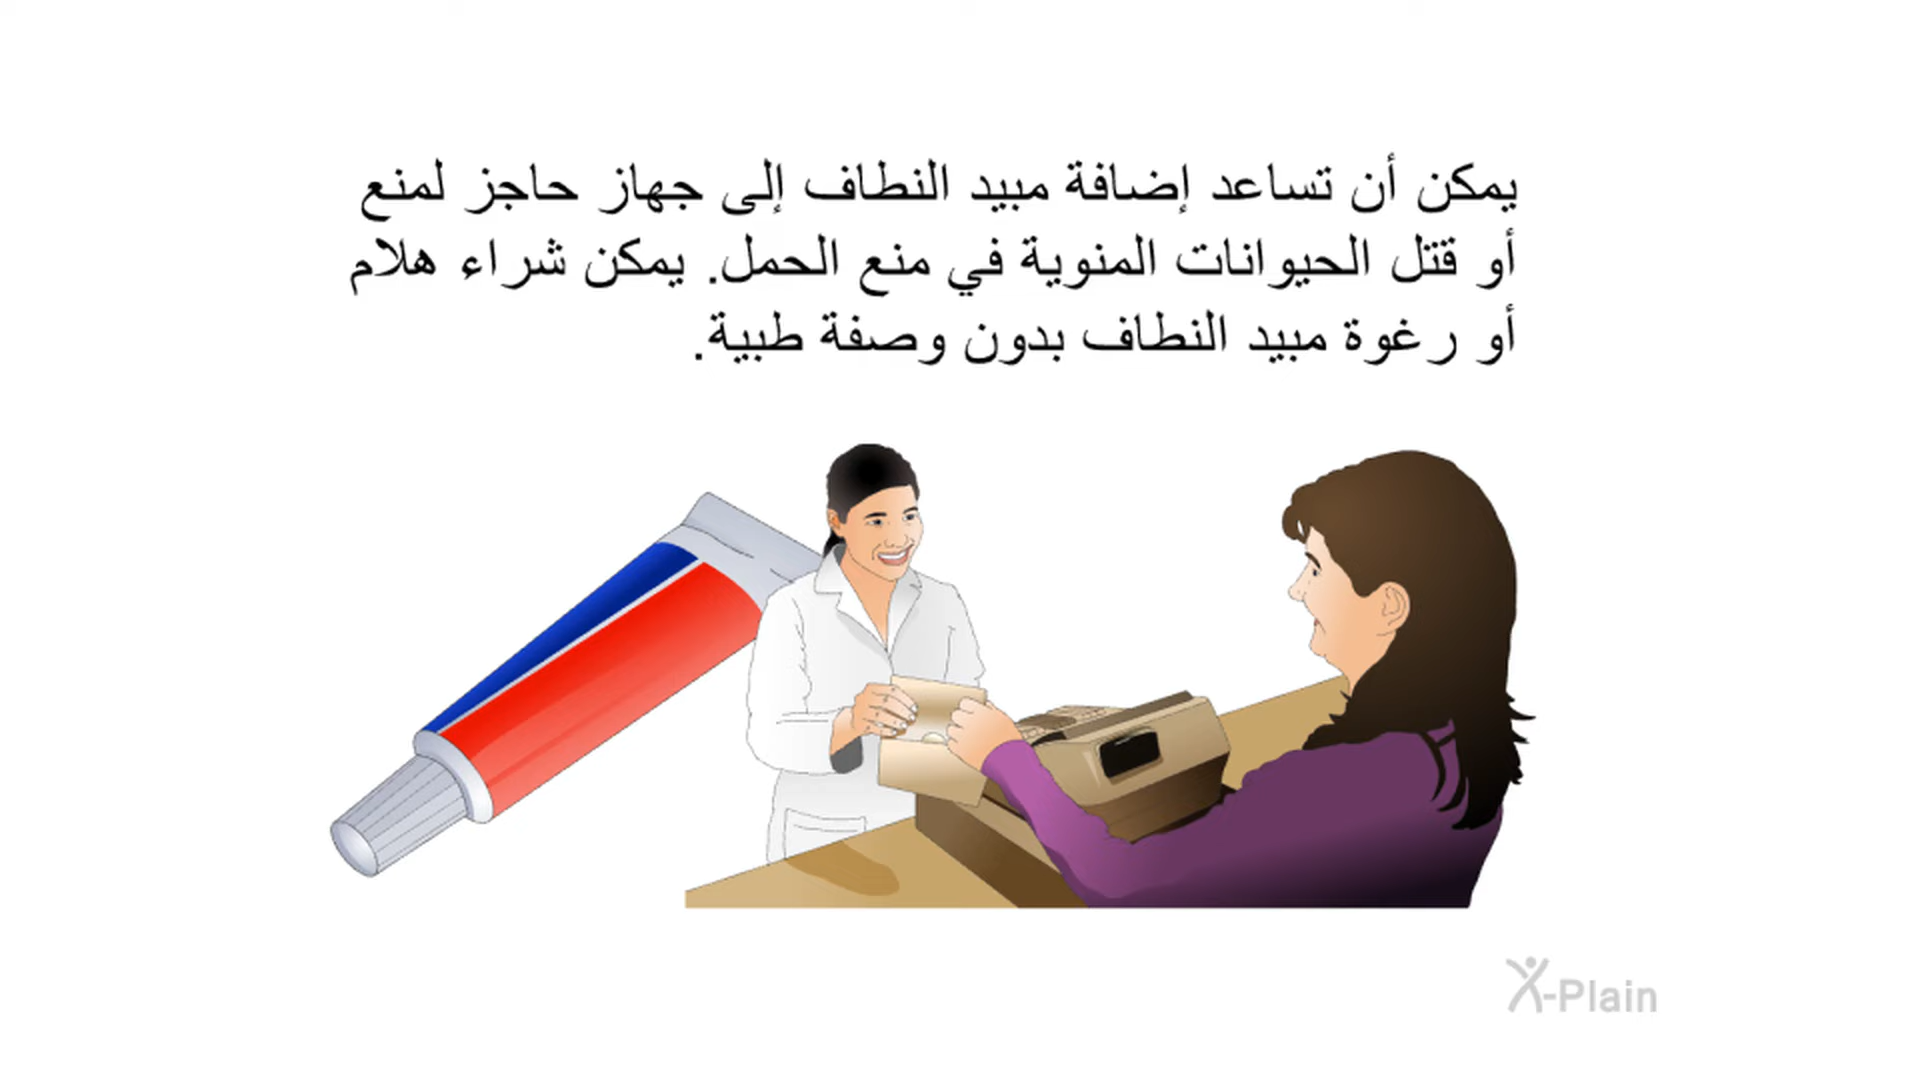 يمكن أن تساعد إضافة مبيد النطاف إلى جهاز حاجز لمنع
أو قتل الحيوانات المنوية في منع الحمل. يمكن شراء هلام
أو رغوة مبيد النطاف بدون وصفة طبية.
X-Plain